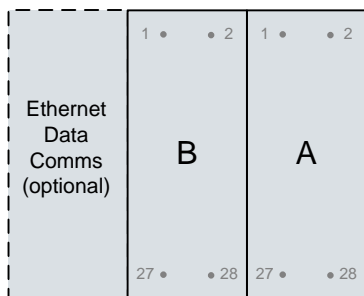 1 2 1 2
Ethernet
Data
Comms
(optional)
B A
27 28 27 28